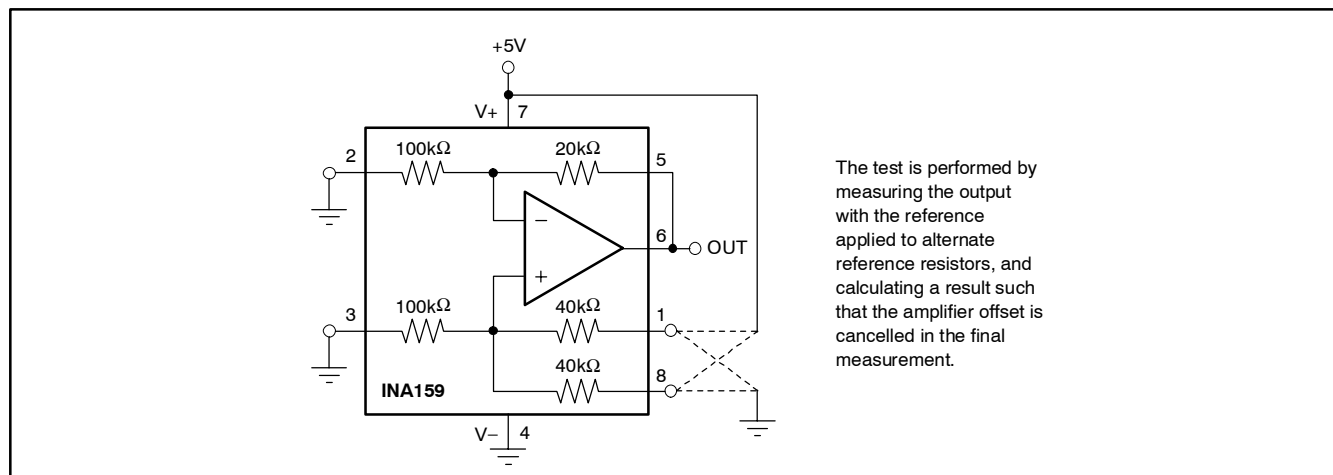 +5V
V+ 7
2 100kΩ 20kΩ 5
−
6 OUT
+
3 100kΩ 40kΩ 1
40kΩ 8
INA159
V− 4
The test is performed by
measuring the output
with the reference
applied to alternate
reference resistors, and
calculating a result such
that the amplifier offset is
cancelled in the final
measurement.